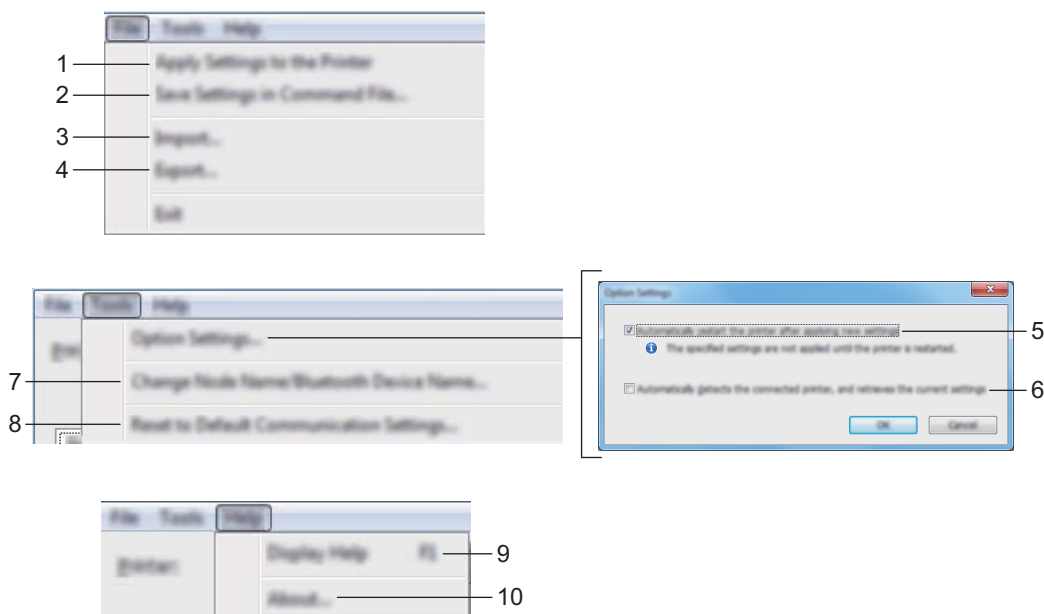 File Tools Help
1 Apply Settings to the Printer
2 Save Settings in Command File...
3 Import...
4 Export...
Exit
File Tools Help
Option Settings...
7 Change Node Name/Bluetooth Device Name...
8 Reset to Default Communication Settings...
Option Settings
Automatically restart the printer after applying new settings 5
The specified settings are not applied until the printer is restarted.
Automatically detects the connected printer, and retrieves the current settings 6
OK Cancel
File Tools Help
Printer:
Display Help F1 9
About... 10